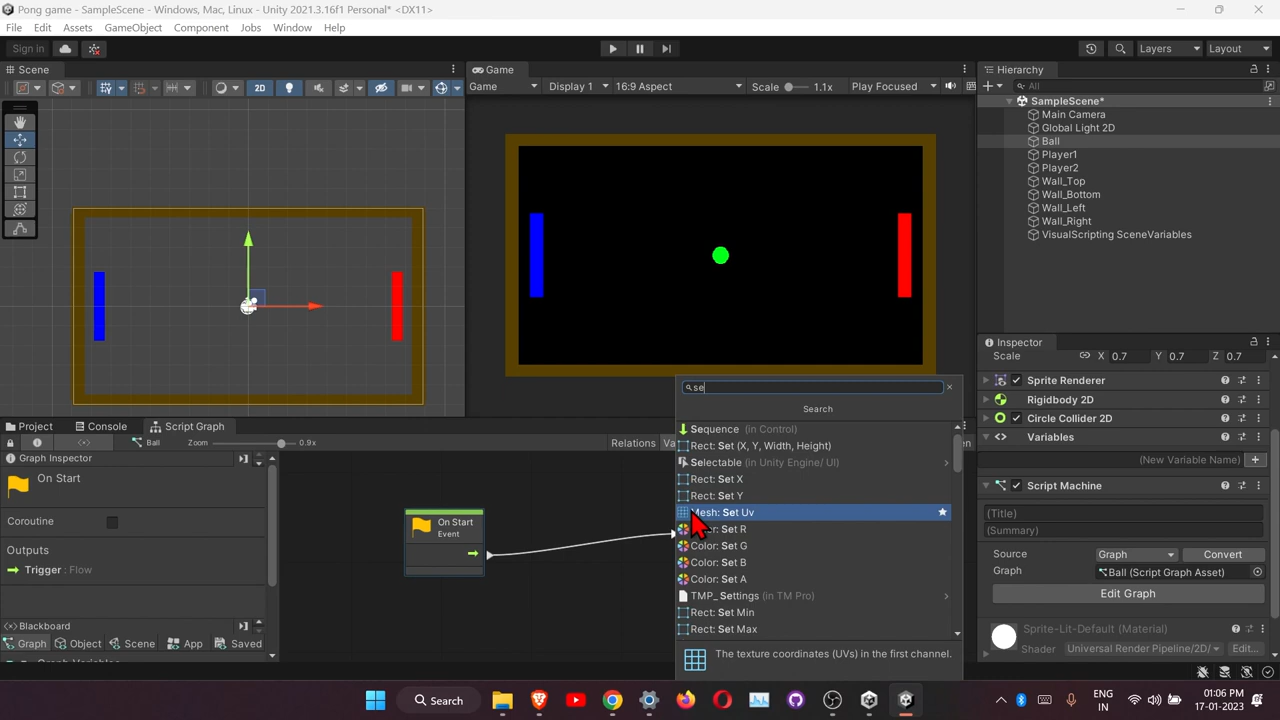 Pong game - SampleScene - Windows, Mac, Linux - Unity 2021.3.16f1 Personal* <DX11>
File Edit Assets GameObject Component Jobs Window Help
Sign in Layers Layout
Scene Game Hierarchy
2D Game Display 1 16:9 Aspect Scale 1.1x Play Focused All
SampleScene*
Main Camera
Global Light 2D
Ball
Player1
Player2
Wall_Top
Wall_Bottom
Wall_Left
Wall_Right
VisualScripting SceneVariables
Inspector
Scale X 0.7 Y 0.7 Z 0.7
Sprite Renderer
Rigidbody 2D
Circle Collider 2D
Variables
(New Variable Name)
Script Machine
(Title)
(Summary)
Source Graph Convert
Graph Ball (Script Graph Asset)
Edit Graph
Sprite-Lit-Default (Material)
Shader Universal Render Pipeline/2D/ Edit...
Project Console Script Graph
Ball Zoom 0.9x Relations
Graph Inspector
On Start
Coroutine
Outputs
Trigger : Flow
Blackboard
Graph Object Scene App Saved
On Start
Event
se
Search
Sequence (in Control)
Rect: Set (X, Y, Width, Height)
Selectable (in Unity Engine/ UI)
Rect: Set X
Rect: Set Y
Mesh: Set Uv
Set R
Color: Set G
Color: Set B
Color: Set A
TMP_ Settings (in TM Pro)
Rect: Set Min
Rect: Set Max
The texture coordinates (UVs) in the first channel.
Search
ENG
IN
01:06 PM
17-01-2023